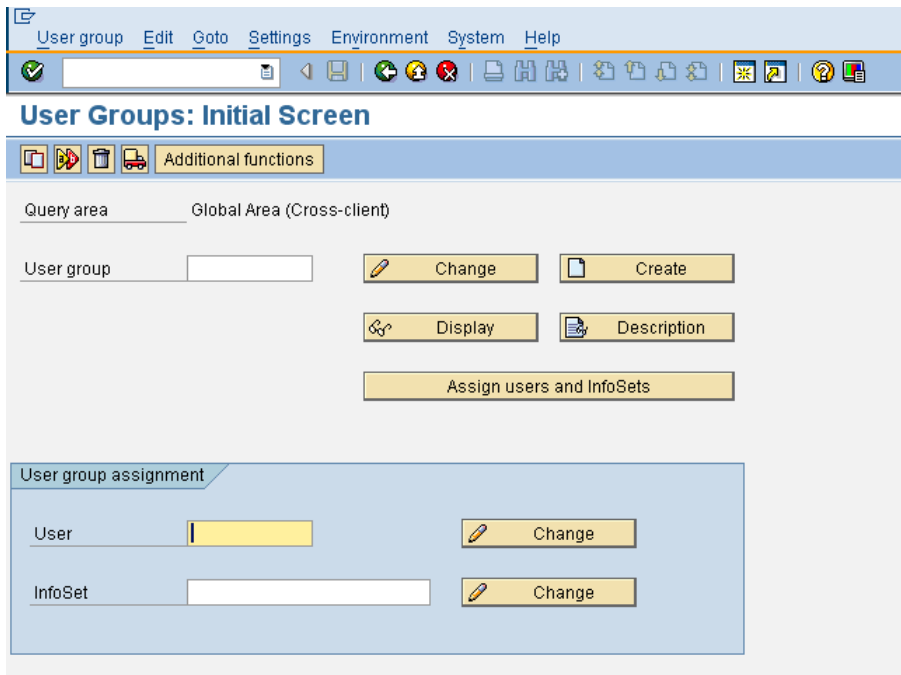 User group Edit Goto Settings Environment System Help
User Groups: Initial Screen
Additional functions
Query area Global Area (Cross-client)
User group Change Create
Display Description
Assign users and InfoSets
User group assignment
User Change
InfoSet Change